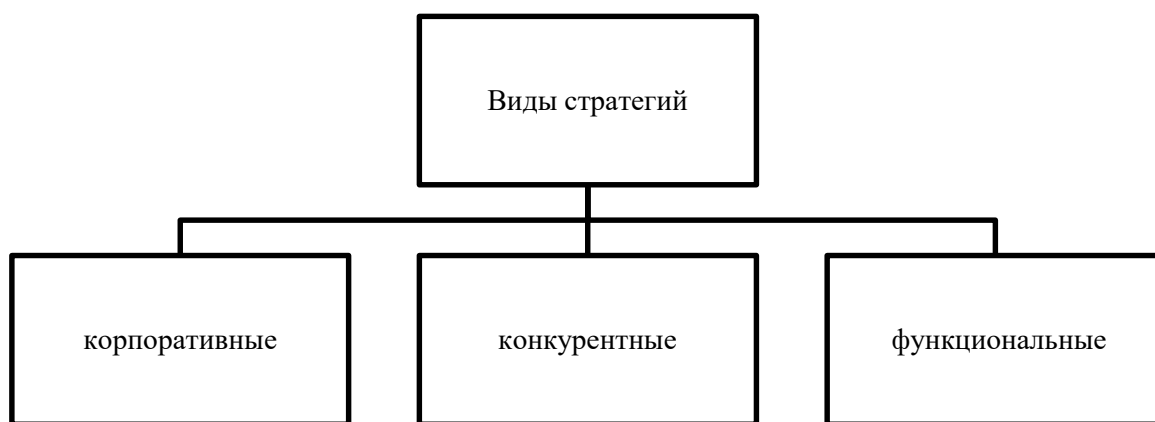 Виды стратегий
корпоративные
конкурентные
функциональные